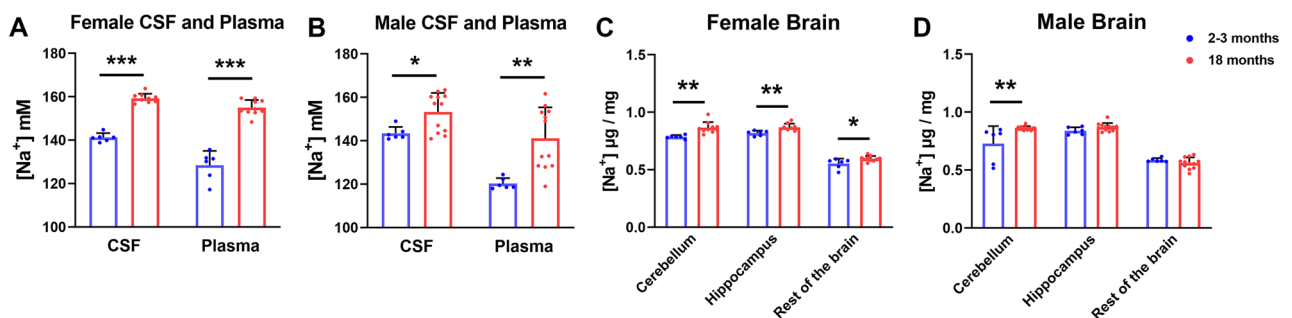 A Female CSF and Plasma
[Na⁺] mM
180
160
140
120
100
***
***
CSF Plasma
B Male CSF and Plasma
[Na⁺] mM
180
160
140
120
100
*
**
CSF Plasma
C Female Brain
[Na⁺] µg / mg
1.5
1.0
0.5
0.0
**
**
*
Cerebellum
Hippocampus
Rest of the brain
D Male Brain
[Na⁺] µg / mg
1.5
1.0
0.5
0.0
**
Cerebellum
Hippocampus
Rest of the brain
2-3 months
18 months